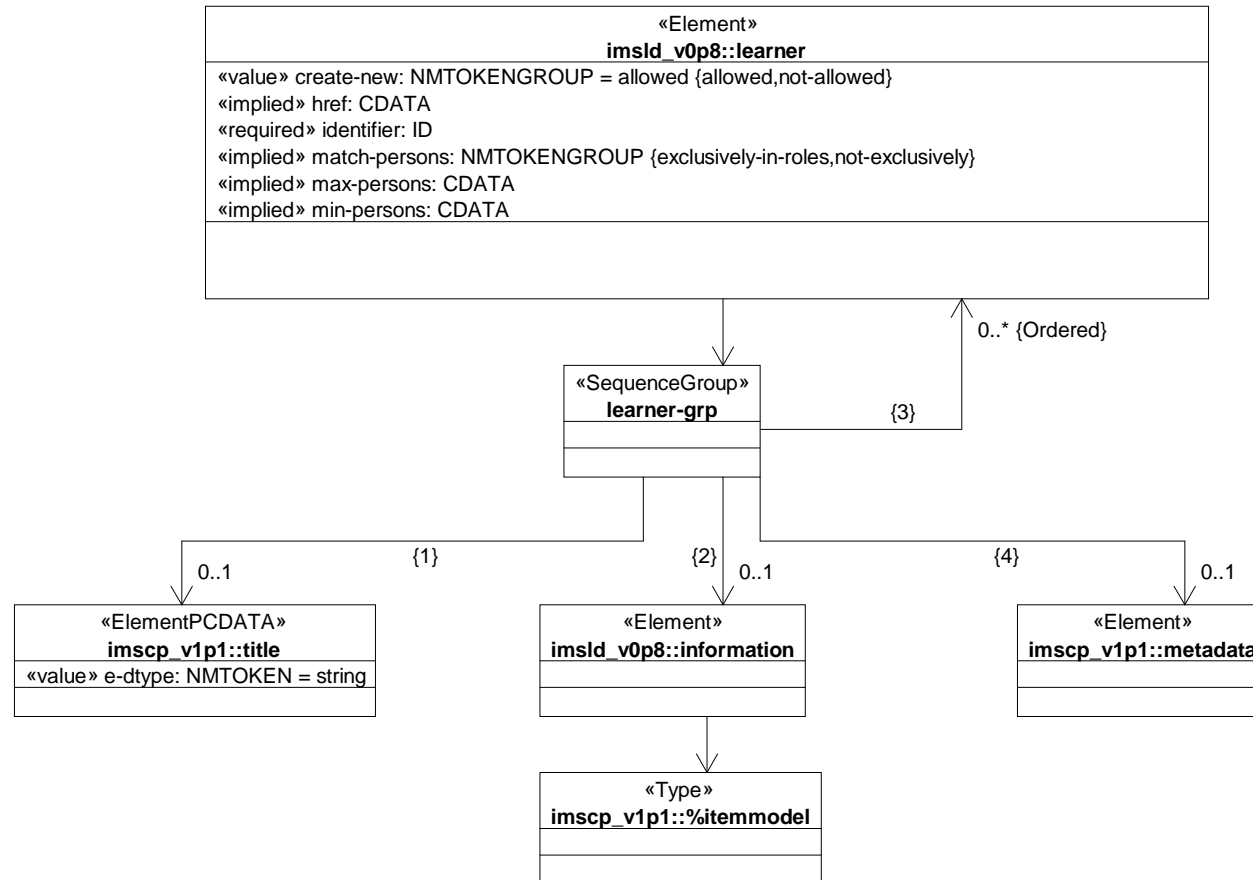 «Element»
imsld_v0p8::learner
«value» create-new: NMTOKENGROUP = allowed {allowed,not-allowed}
«implied» href: CDATA
«required» identifier: ID
«implied» match-persons: NMTOKENGROUP {exclusively-in-roles,not-exclusively}
«implied» max-persons: CDATA
«implied» min-persons: CDATA
0..* {Ordered}
«SequenceGroup»
learner-grp
{3}
{1}
{2}
{4}
0..1
0..1
0..1
«ElementPCDATA»
imscp_v1p1::title
«value» e-dtype: NMTOKEN = string
«Element»
imsld_v0p8::information
«Element»
imscp_v1p1::metadata
«Type»
imscp_v1p1::%itemmodel